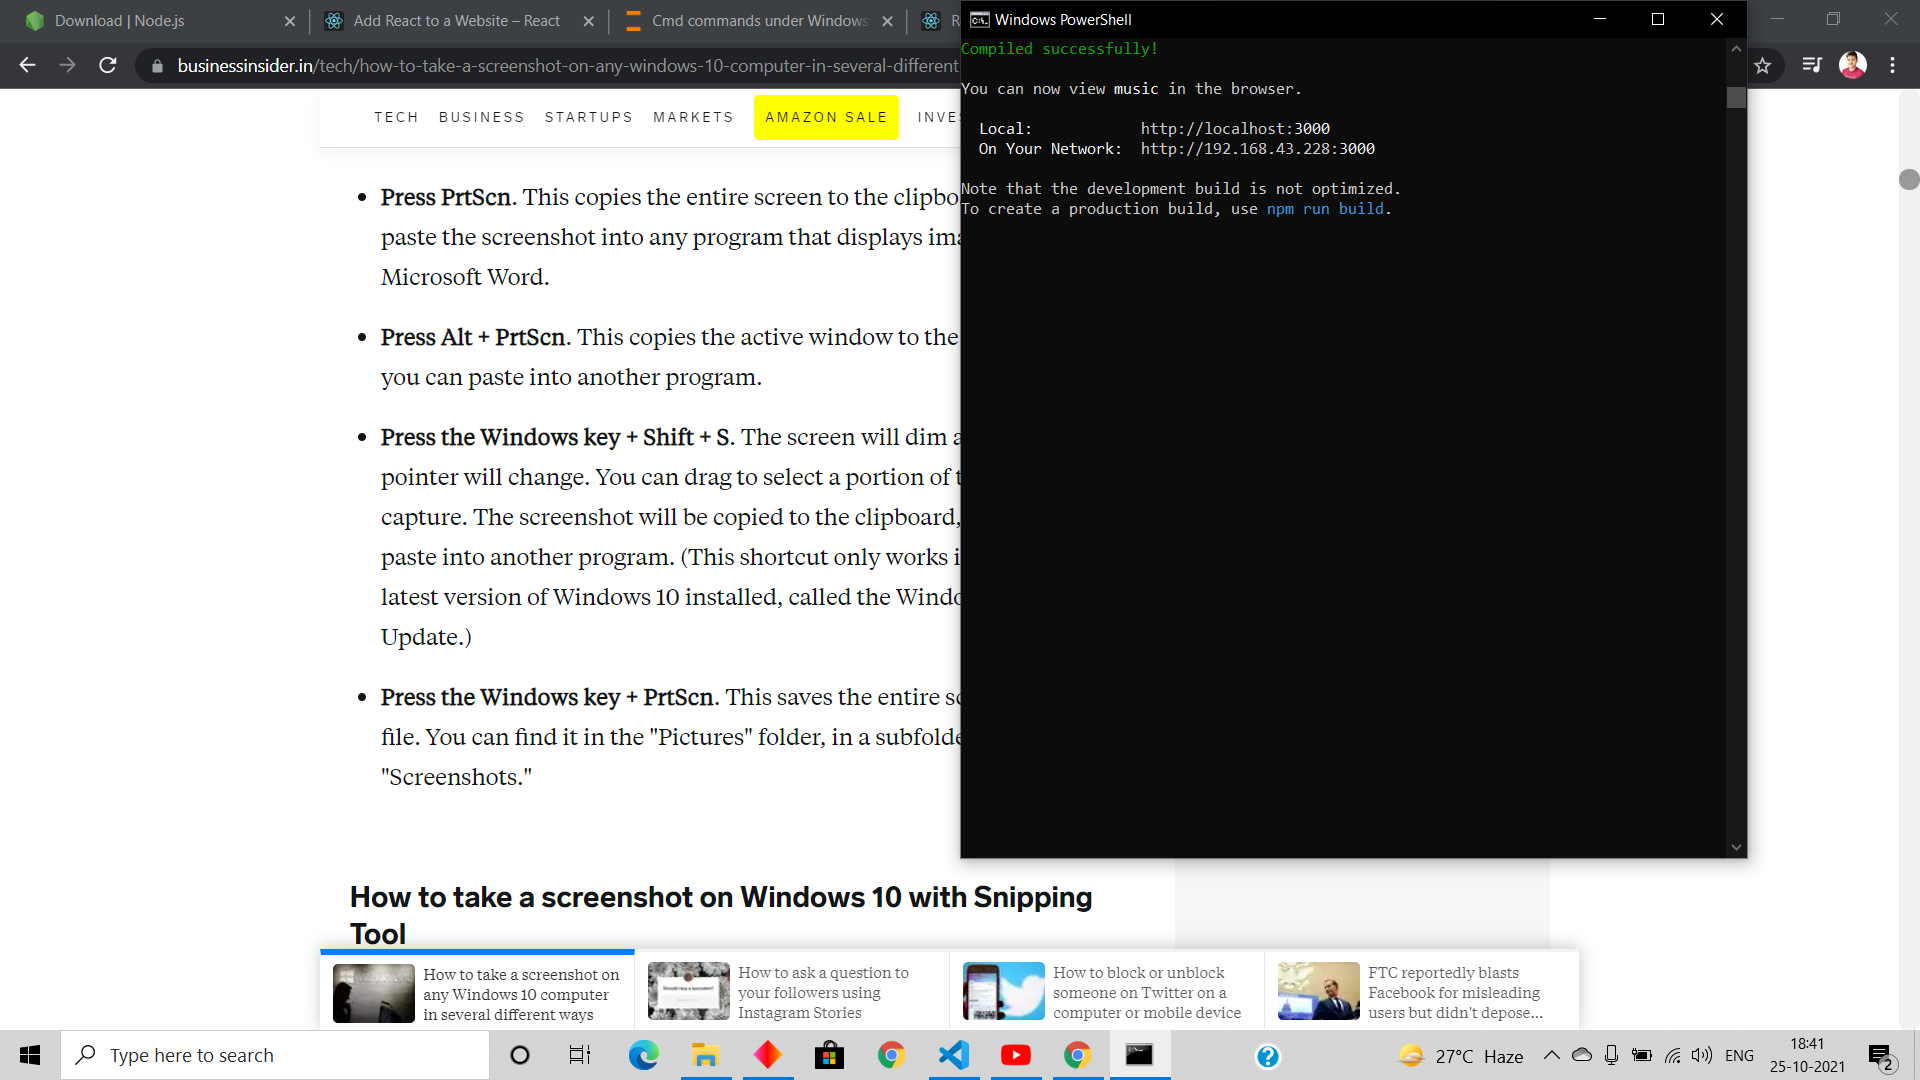 Download | Node.js
Add React to a Website – React
Cmd commands under Windows
R
businessinsider.in/tech/how-to-take-a-screenshot-on-any-windows-10-computer-in-several-different
Windows PowerShell
Compiled successfully!
You can now view music in the browser.
Local: http://localhost:3000
On Your Network: http://192.168.43.228:3000
Note that the development build is not optimized.
To create a production build, use npm run build.
TECH BUSINESS STARTUPS MARKETS AMAZON SALE INVES
Press PrtScn. This copies the entire screen to the clipbo
paste the screenshot into any program that displays ima
Microsoft Word.
Press Alt + PrtScn. This copies the active window to the
you can paste into another program.
Press the Windows key + Shift + S. The screen will dim a
pointer will change. You can drag to select a portion of t
capture. The screenshot will be copied to the clipboard,
paste into another program. (This shortcut only works i
latest version of Windows 10 installed, called the Windo
Update.)
Press the Windows key + PrtScn. This saves the entire sc
file. You can find it in the "Pictures" folder, in a subfolde
"Screenshots."
How to take a screenshot on Windows 10 with Snipping
Tool
How to take a screenshot on
any Windows 10 computer
in several different ways
How to ask a question to
your followers using
Instagram Stories
How to block or unblock
someone on Twitter on a
computer or mobile device
FTC reportedly blasts
Facebook for misleading
users but didn't depose...
Type here to search
27°C Haze
ENG
18:41
25-10-2021
2